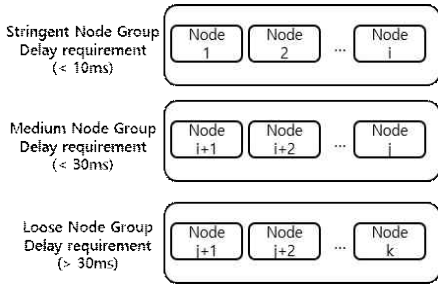 Stringent Node Group
Delay requirement
(< 10ms)
Node 1
Node 2
...
Node i
Medium Node Group
Delay requirement
(< 30ms)
Node i+1
Node i+2
...
Node j
Loose Node Group
Delay requirement
(> 30ms)
Node j+1
Node j+2
...
Node k